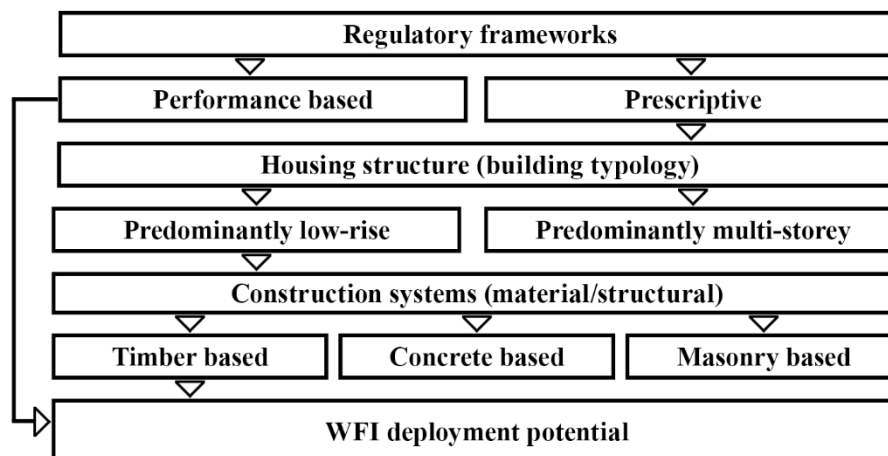 Regulatory frameworks
Performance based
Prescriptive
Housing structure (building typology)
Predominantly low-rise
Predominantly multi-storey
Construction systems (material/structural)
Timber based
Concrete based
Masonry based
WFI deployment potential